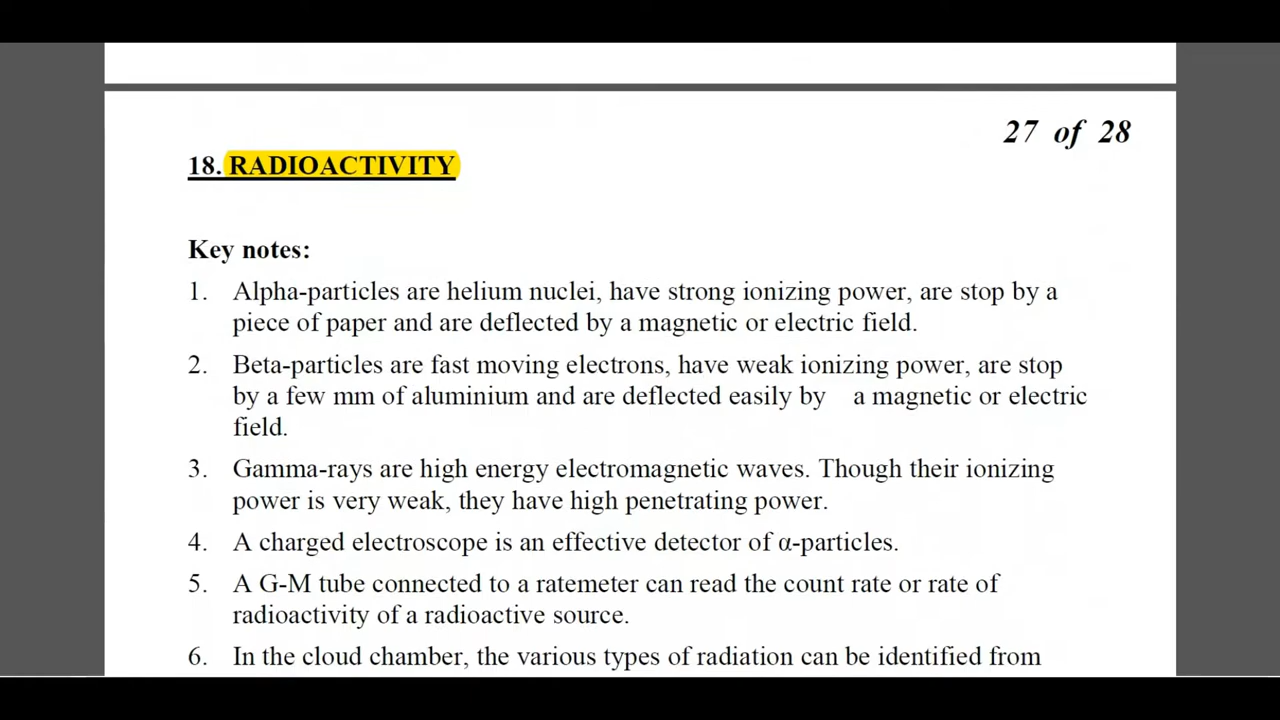 27 of 28
18. RADIOACTIVITY
Key notes:
1. Alpha-particles are helium nuclei, have strong ionizing power, are stop by a
piece of paper and are deflected by a magnetic or electric field.
2. Beta-particles are fast moving electrons, have weak ionizing power, are stop
by a few mm of aluminium and are deflected easily by a magnetic or electric
field.
3. Gamma-rays are high energy electromagnetic waves. Though their ionizing
power is very weak, they have high penetrating power.
4. A charged electroscope is an effective detector of α-particles.
5. A G-M tube connected to a ratemeter can read the count rate or rate of
radioactivity of a radioactive source.
6. In the cloud chamber, the various types of radiation can be identified from